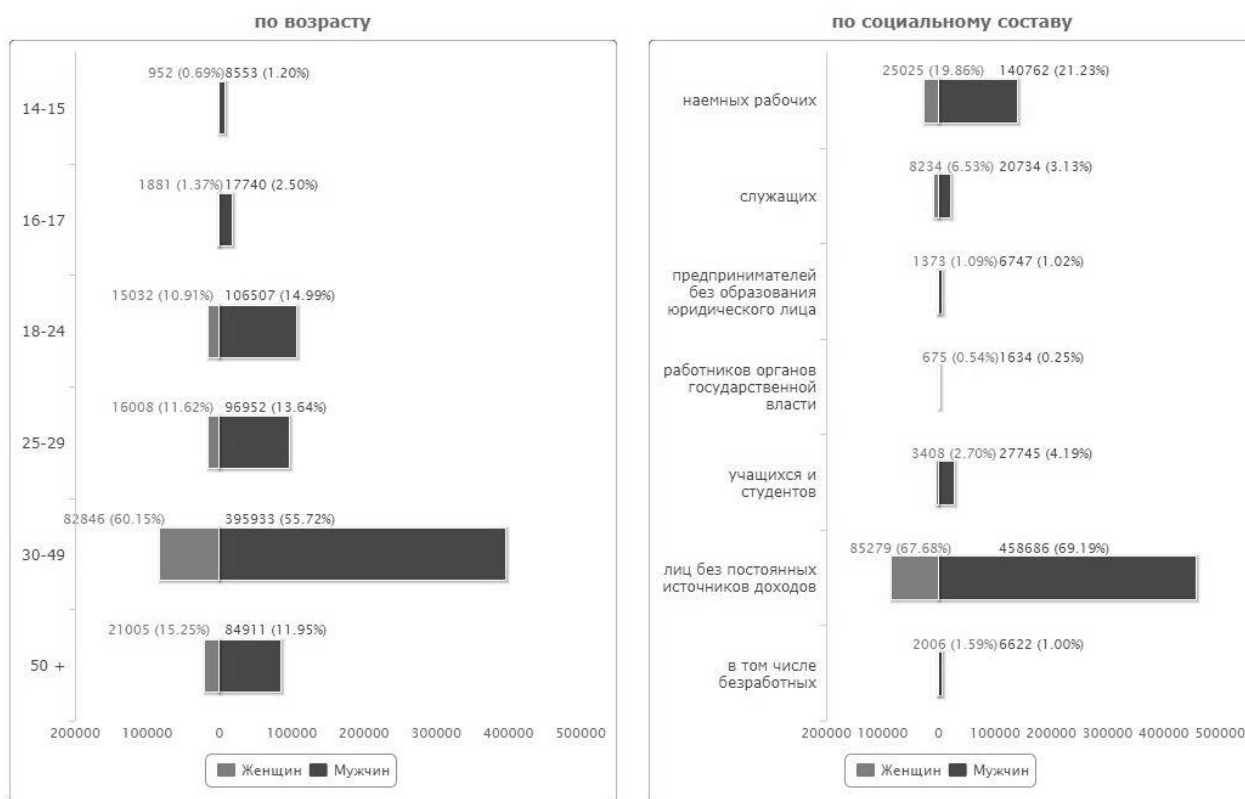 по возрасту
952 (0.69%) 8553 (1.20%)
14-15
1881 (1.37%) 17740 (2.50%)
16-17
15032 (10.91%) 106507 (14.99%)
18-24
16008 (11.62%) 96952 (13.64%)
25-29
82846 (60.15%) 395933 (55.72%)
30-49
21005 (15.25%) 84911 (11.95%)
50 +
200000 100000 0 100000 200000 300000 400000 500000
Женщин Мужчин
по социальному составу
25025 (19.86%) 140762 (21.23%)
наемных рабочих
8234 (6.53%) 20734 (3.13%)
служащих
1373 (1.09%) 6747 (1.02%)
предпринимателей
без образования
юридического лица
675 (0.54%) 1634 (0.25%)
работников органов
государственной
власти
3408 (2.70%) 27745 (4.19%)
учащихся и
студентов
85279 (67.68%) 458686 (69.19%)
лиц без постоянных
источников доходов
2006 (1.59%) 6622 (1.00%)
в том числе
безработных
200000 100000 0 100000 200000 300000 400000 500000
Женщин Мужчин